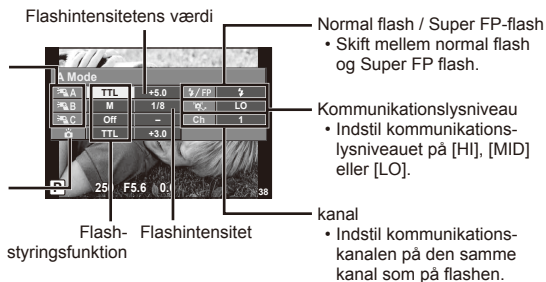 Flashintensitetens værdi
Normal flash / Super FP-flash
• Skift mellem normal flash
og Super FP flash.
A Mode
A TTL +5.0 /FP
B M 1/8 LO
C Off – Ch 1
TTL +3.0
P 250 F5.6 38
Kommunikationslysniveau
• Indstil kommunikations-
lysniveauet på [HI], [MID]
eller [LO].
kanal
• Indstil kommunikations-
kanalen på den samme
kanal som på flashen.
Flash-
styringsfunktion
Flashintensitet